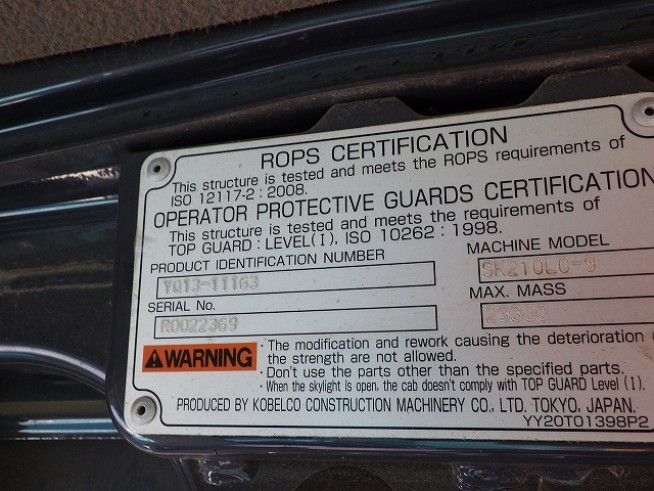 ROPS CERTIFICATION
This structure is tested and meets the ROPS requirements of
ISO 12117-2 : 2008.
OPERATOR PROTECTIVE GUARDS CERTIFICATION
This structure is tested and meets the requirements of
TOP GUARD : LEVEL(I), ISO 10262 : 1998.
PRODUCT IDENTIFICATION NUMBER
YQ13-11163
MACHINE MODEL
SK210LC-9
SERIAL No.
R0022369
MAX. MASS
WARNING
· The modification and rework causing the deterioration
the strength are not allowed.
· Don't use the parts other than the specified parts.
· When the skylight is open, the cab doesn't comply with TOP GUARD Level (I).
PRODUCED BY KOBELCO CONSTRUCTION MACHINERY CO., LTD. TOKYO, JAPAN.
YY20T01398P2